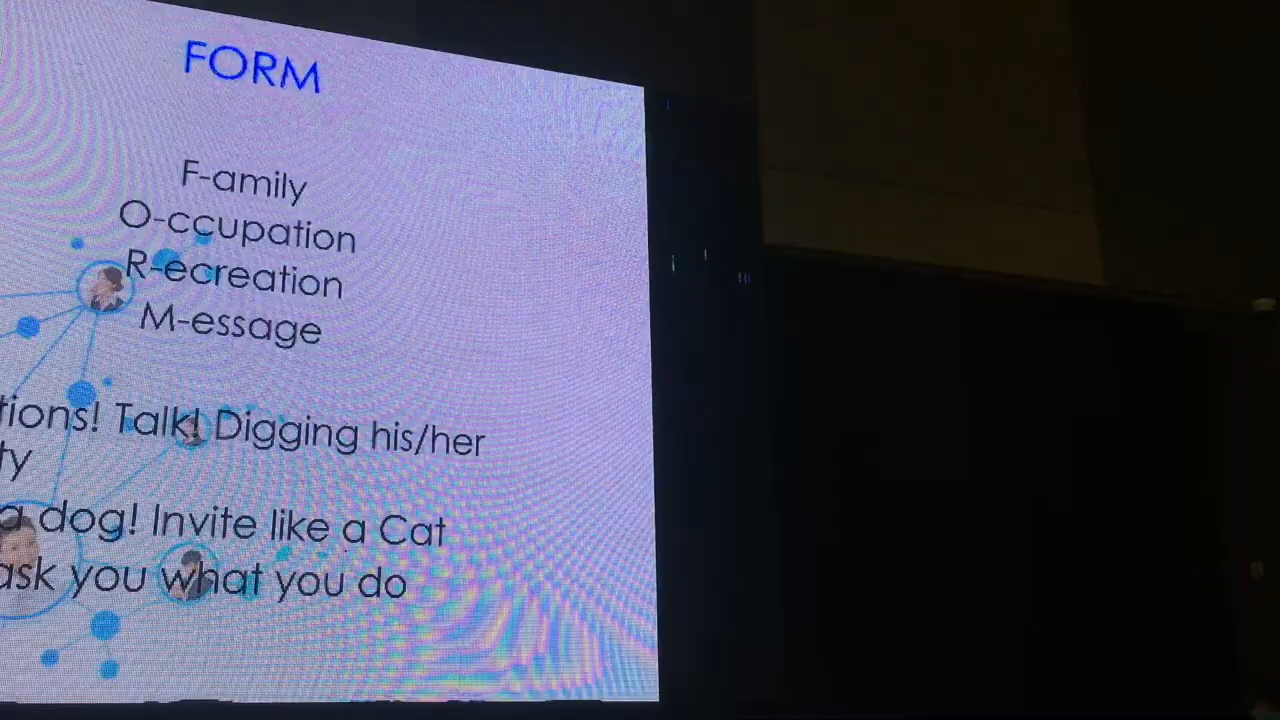 FORM
F-amily
O-ccupation
R-ecreation
M-essage
tions! Talk! Digging his/her
ty
a dog! Invite like a Cat
ask you what you do